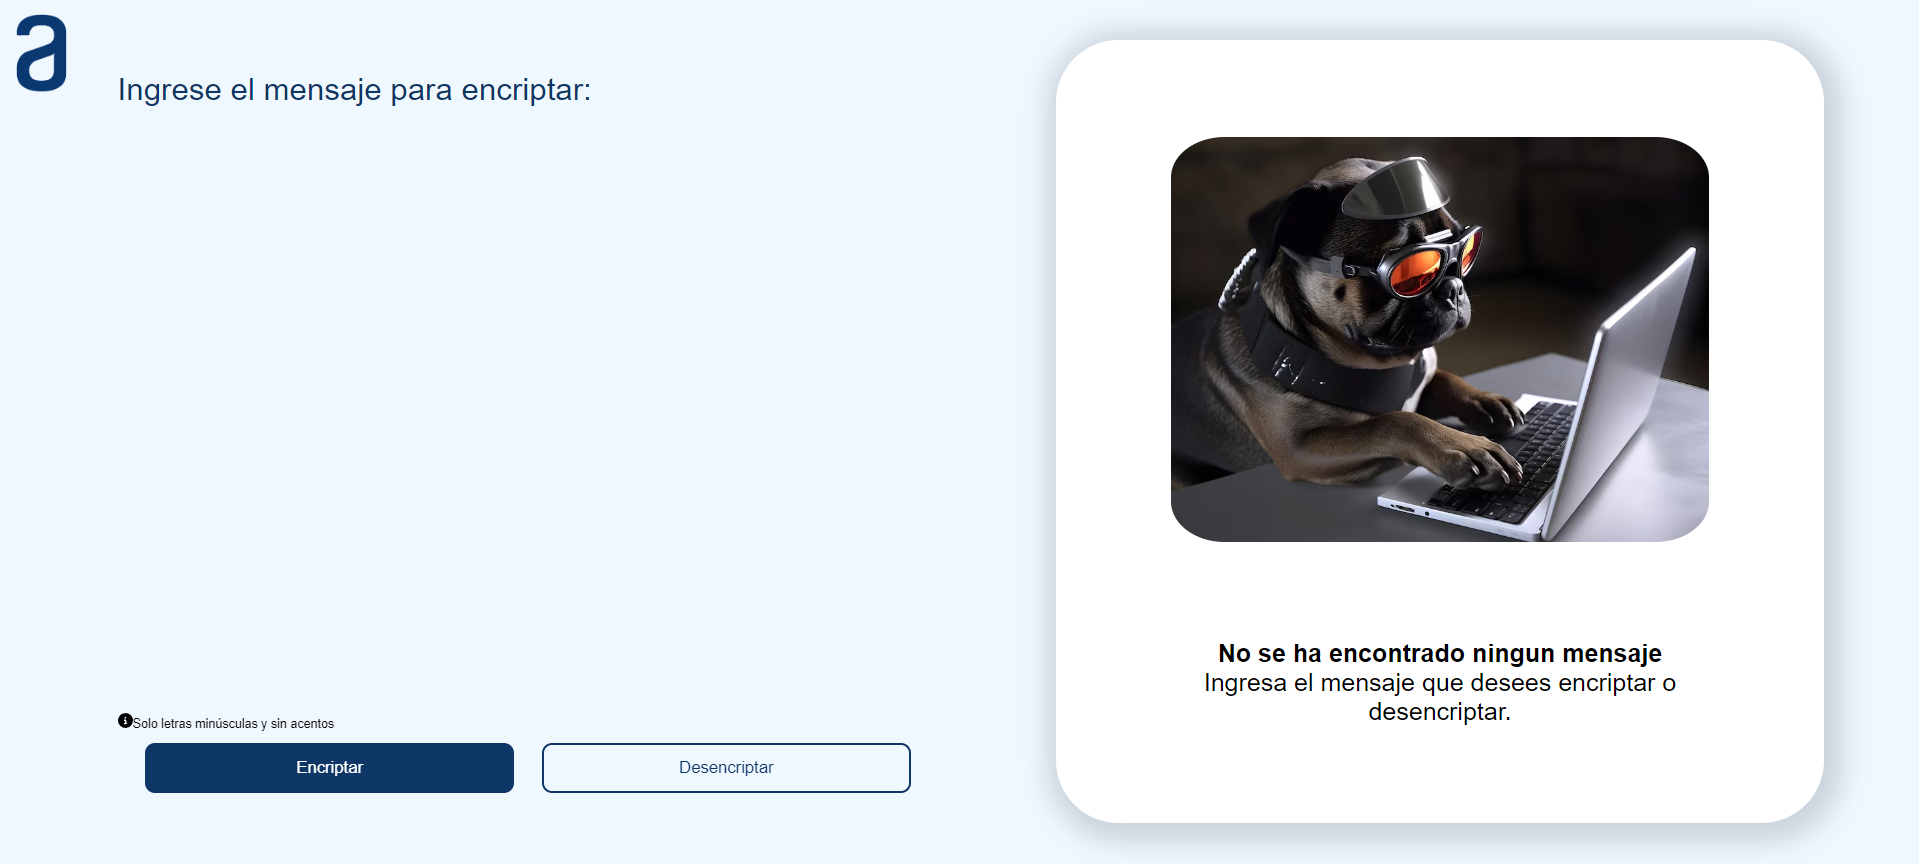 a
Ingrese el mensaje para encriptar:
Solo letras minúsculas y sin acentos
Encriptar
Desencriptar
No se ha encontrado ningun mensaje
Ingresa el mensaje que desees encriptar o
desencriptar.